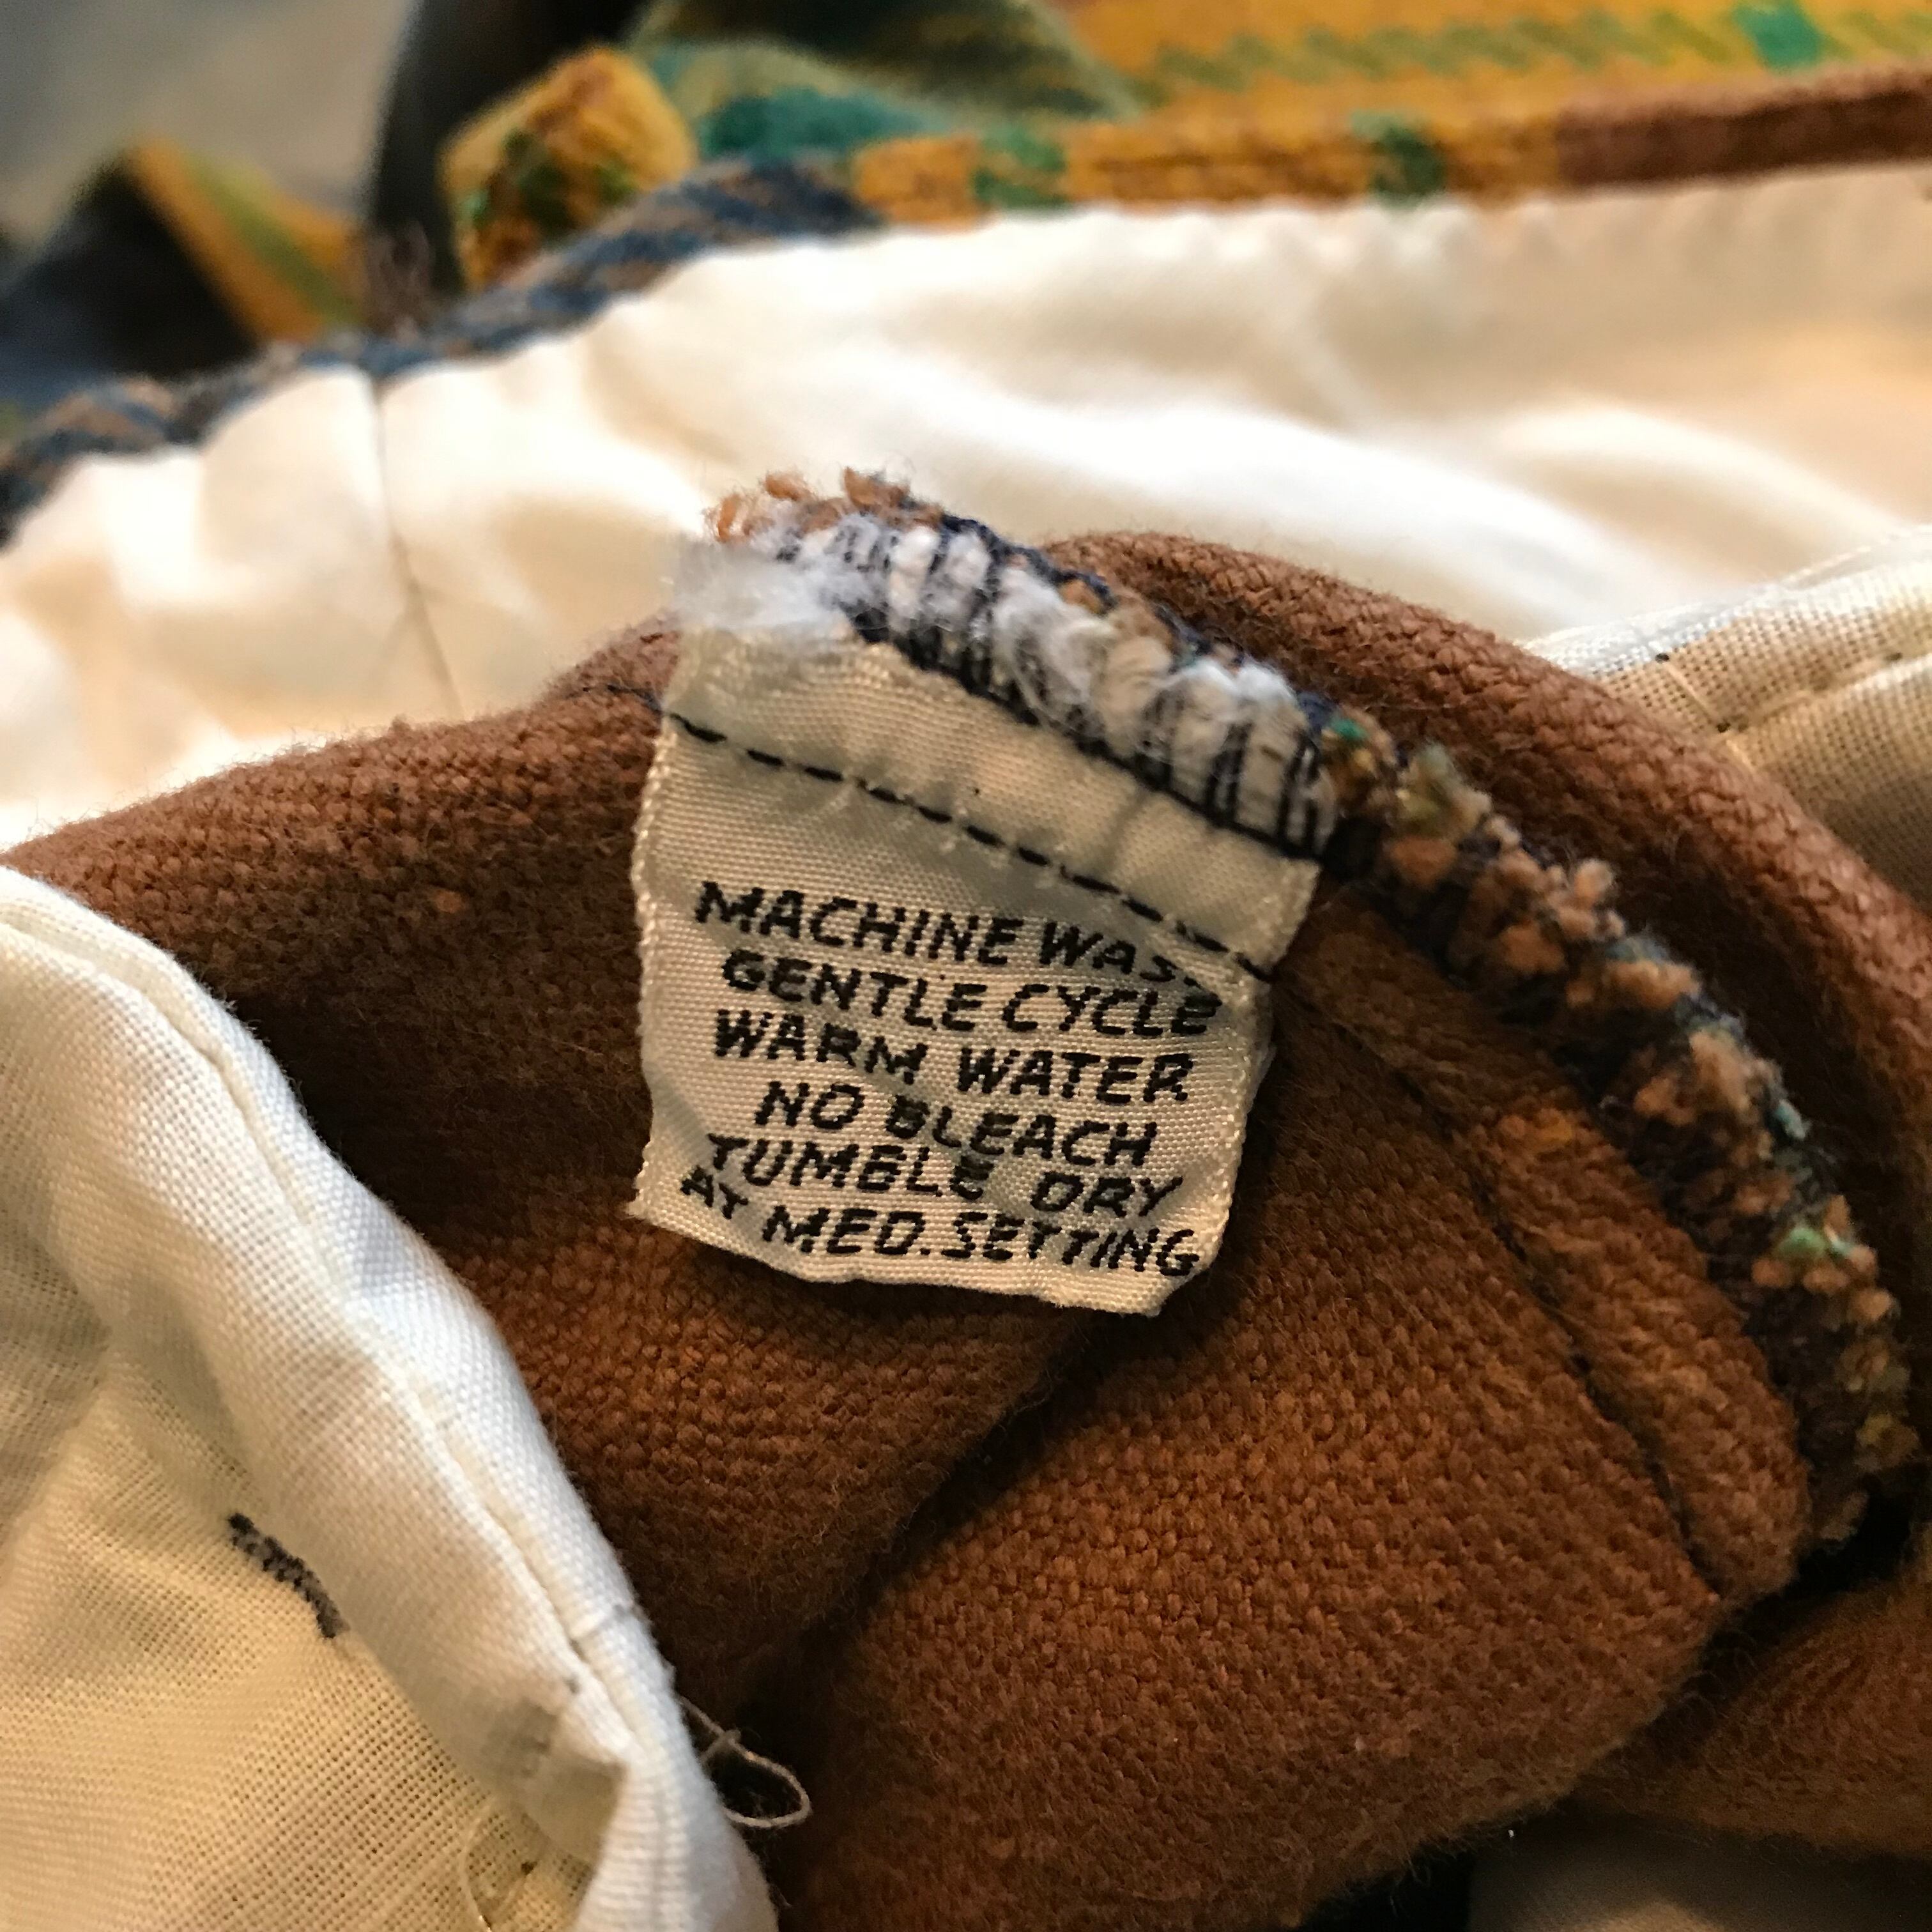 MACHINE WASH
GENTLE CYCLE
WARM WATER
NO BLEACH
TUMBLE DRY
AT MED. SETTING